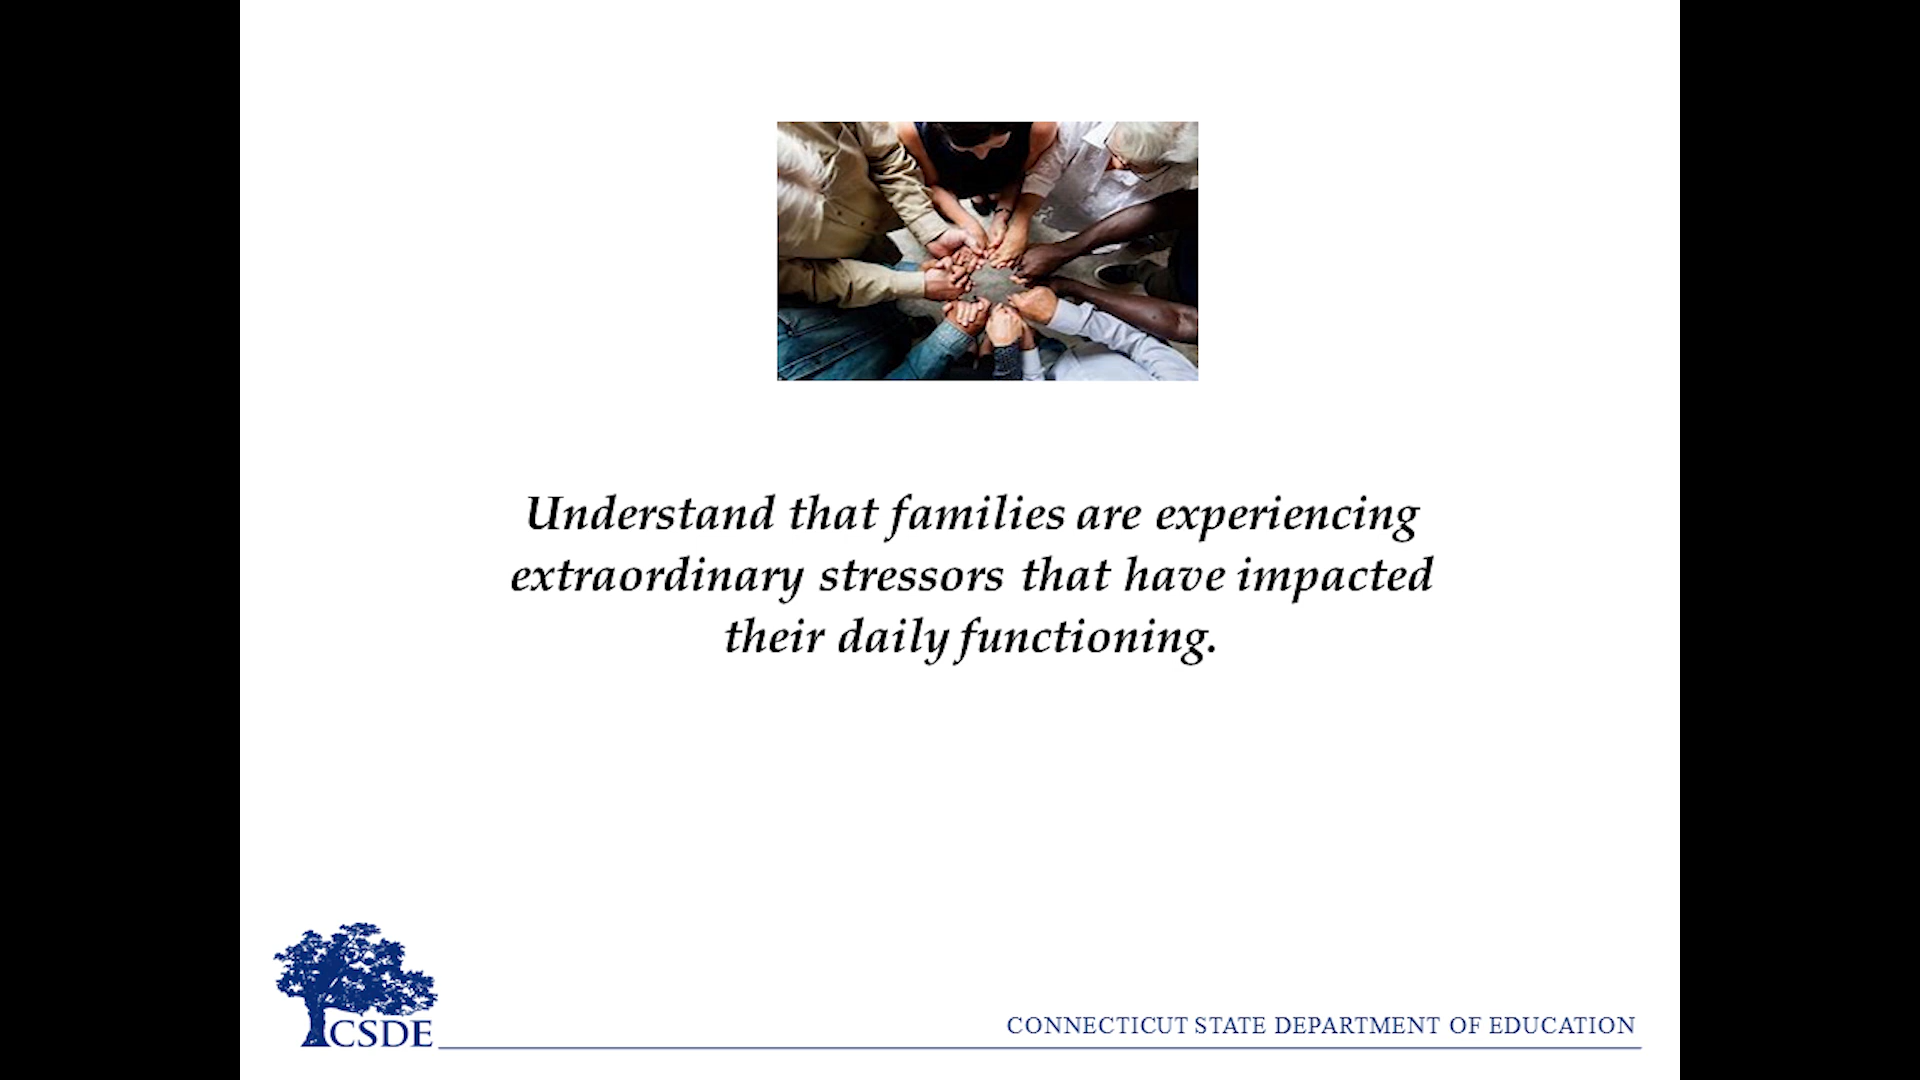 Understand that families are experiencing
extraordinary stressors that have impacted
their daily functioning.
CSDE
CONNECTICUT STATE DEPARTMENT OF EDUCATION